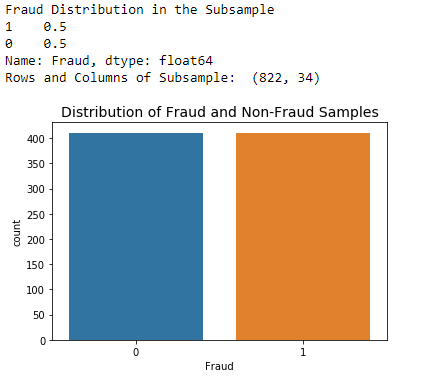 Fraud Distribution in the Subsample
1    0.5
0    0.5
Name: Fraud, dtype: float64
Rows and Columns of Subsample:  (822, 34)
Distribution of Fraud and Non-Fraud Samples
400
350
300
250
200
150
100
50
0
count
0    1
Fraud